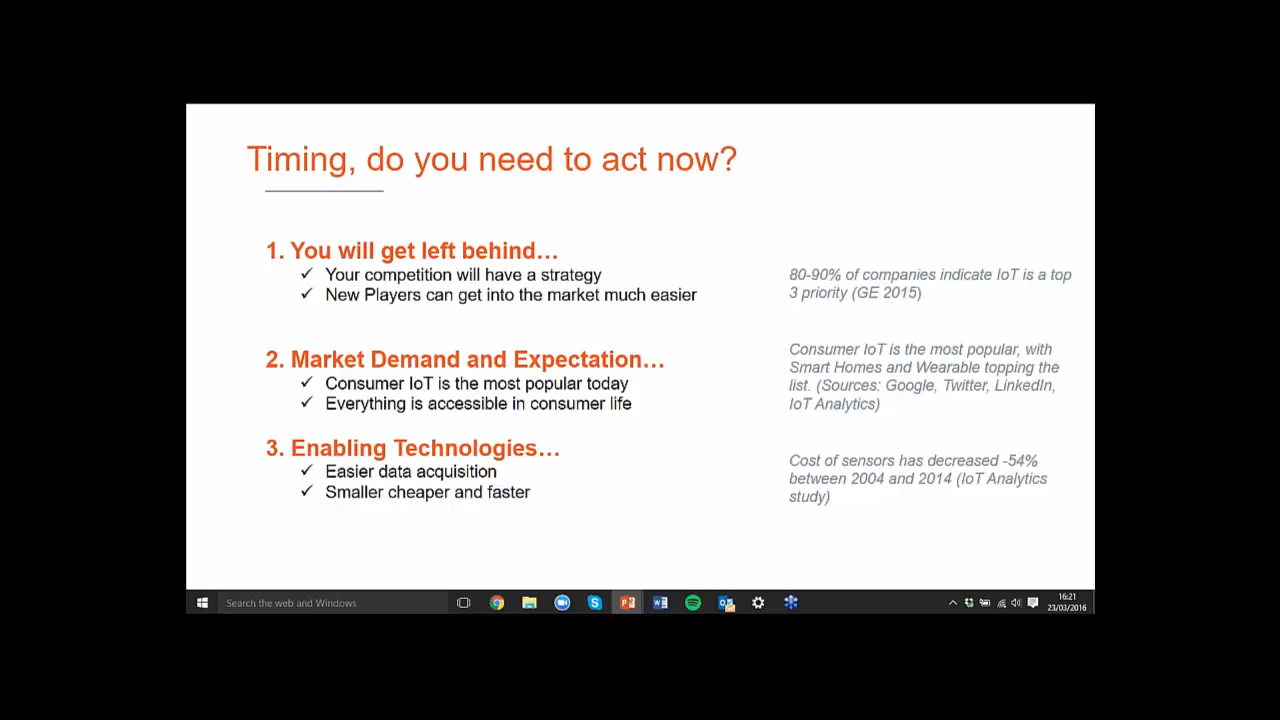 Timing, do you need to act now?
1. You will get left behind…
✓ Your competition will have a strategy
✓ New Players can get into the market much easier
80-90% of companies indicate IoT is a top
3 priority (GE 2015)
2. Market Demand and Expectation…
✓ Consumer IoT is the most popular today
✓ Everything is accessible in consumer life
Consumer IoT is the most popular, with
Smart Homes and Wearable topping the
list. (Sources: Google, Twitter, LinkedIn,
IoT Analytics)
3. Enabling Technologies…
✓ Easier data acquisition
✓ Smaller cheaper and faster
Cost of sensors has decreased -54%
between 2004 and 2014 (IoT Analytics
study)
Search the web and Windows
16:21
23/03/2016